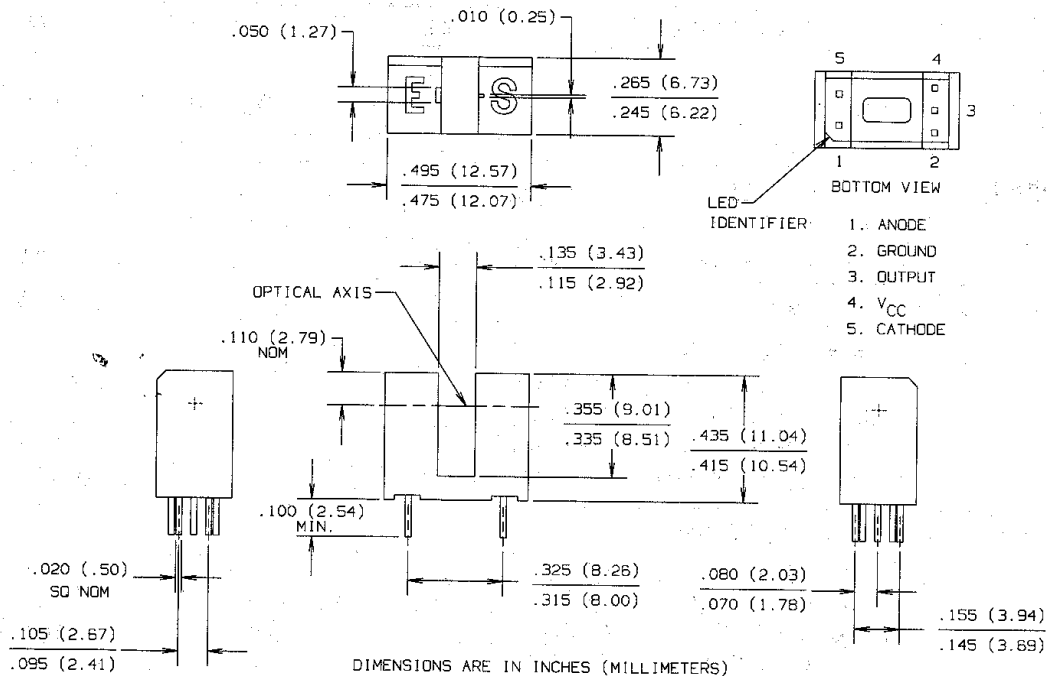 .010 (0.25)
.050 (1.27)
E
S
.265 (6.73)
.245 (6.22)
.495 (12.57)
.475 (12.07)
5
4
3
1
2
BOTTOM VIEW
LED
IDENTIFIER
1. ANODE
2. GROUND
3. OUTPUT
4. VCC
5. CATHODE
.135 (3.43)
.115 (2.92)
OPTICAL AXIS
.110 (2.79)
NOM
.355 (9.01)
.335 (8.51)
.435 (11.04)
.415 (10.54)
.100 (2.54)
MIN.
.020 (.50)
SQ NOM
.325 (8.26)
.315 (8.00)
.080 (2.03)
.070 (1.78)
.155 (3.94)
.145 (3.69)
.105 (2.67)
.095 (2.41)
DIMENSIONS ARE IN INCHES (MILLIMETERS)